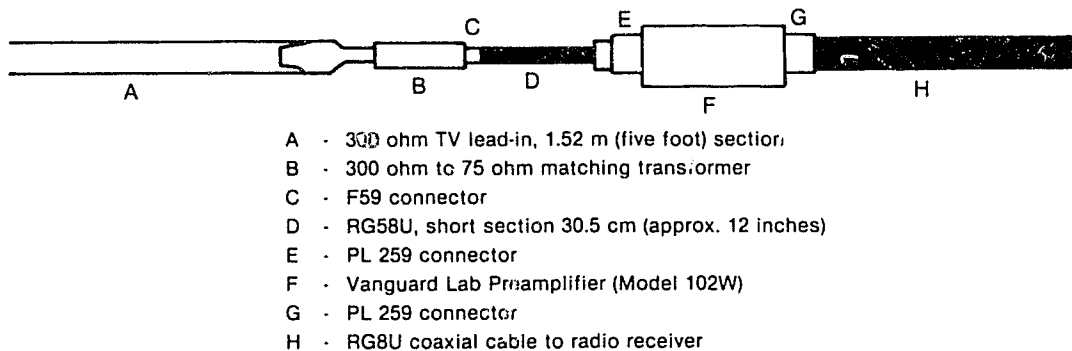 C E G
A B D F H
A - 300 ohm TV lead-in, 1.52 m (five foot) section
B - 300 ohm to 75 ohm matching transformer
C - F59 connector
D - RG58U, short section 30.5 cm (approx. 12 inches)
E - PL 259 connector
F - Vanguard Lab Preamplifier (Model 102W)
G - PL 259 connector
H - RG8U coaxial cable to radio receiver